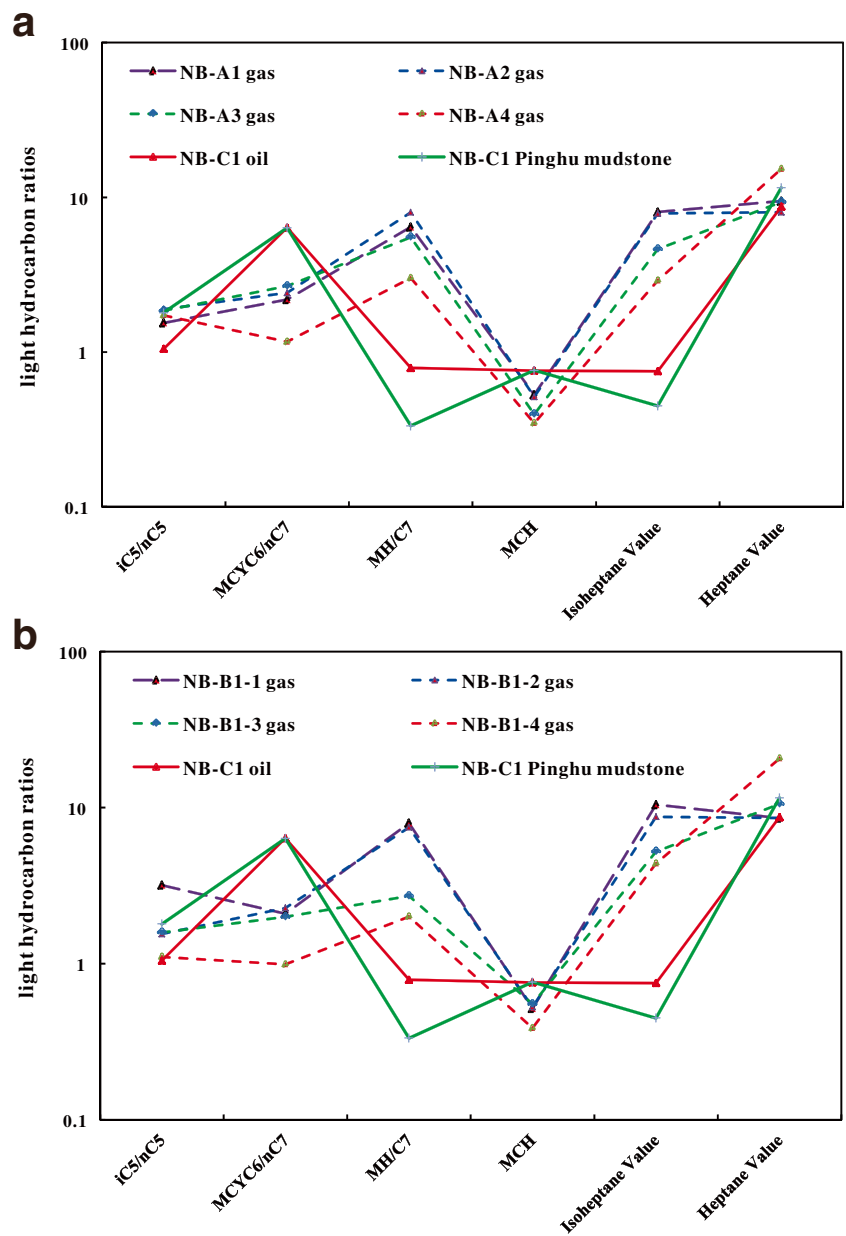 a
100
10
1
0.1
light hydrocarbon ratios
NB-A1 gas
NB-A2 gas
NB-A3 gas
NB-A4 gas
NB-C1 oil
NB-C1 Pinghu mudstone
iC5/nC5
MCYC6/nC7
MH/C7
MCH
Isoheptane Value
Heptane Value
b
100
10
1
0.1
light hydrocarbon ratios
NB-B1-1 gas
NB-B1-2 gas
NB-B1-3 gas
NB-B1-4 gas
NB-C1 oil
NB-C1 Pinghu mudstone
iC5/nC5
MCYC6/nC7
MH/C7
MCH
Isoheptane Value
Heptane Value